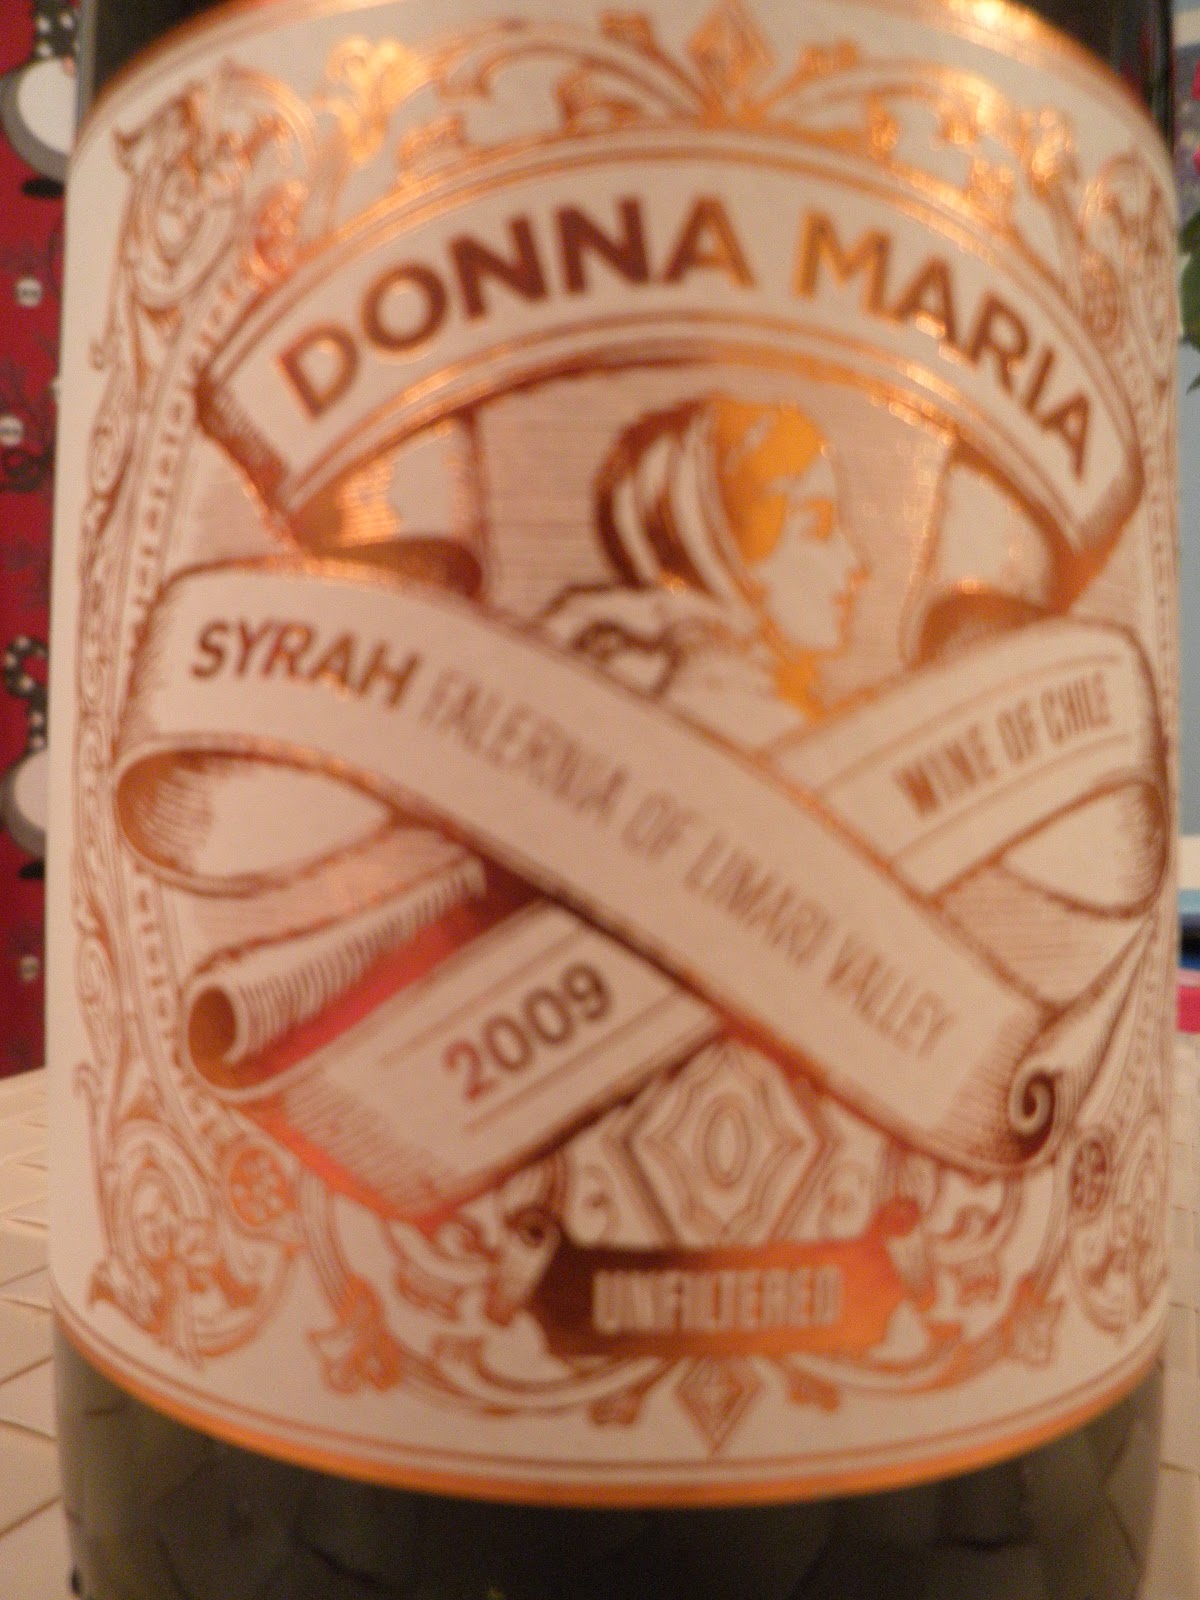 DONNA MARIA
SYRAH FALERNIA OF LIMARI VALLEY
WINE OF CHILE
2009
UNFILTERED